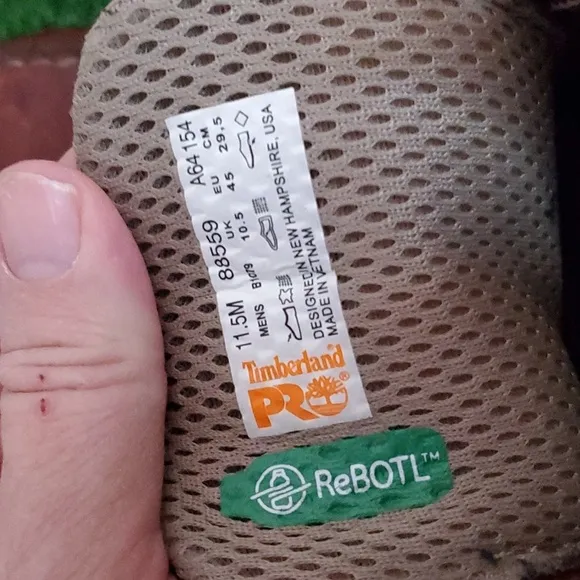 11.5M 88559 A64154
MENS UK EU CM
B1019 10.5 45 29.5
DESIGNED IN NEW HAMPSHIRE, USA
MADE IN VIETNAM
Timberland
PRO®
ReBOTL™